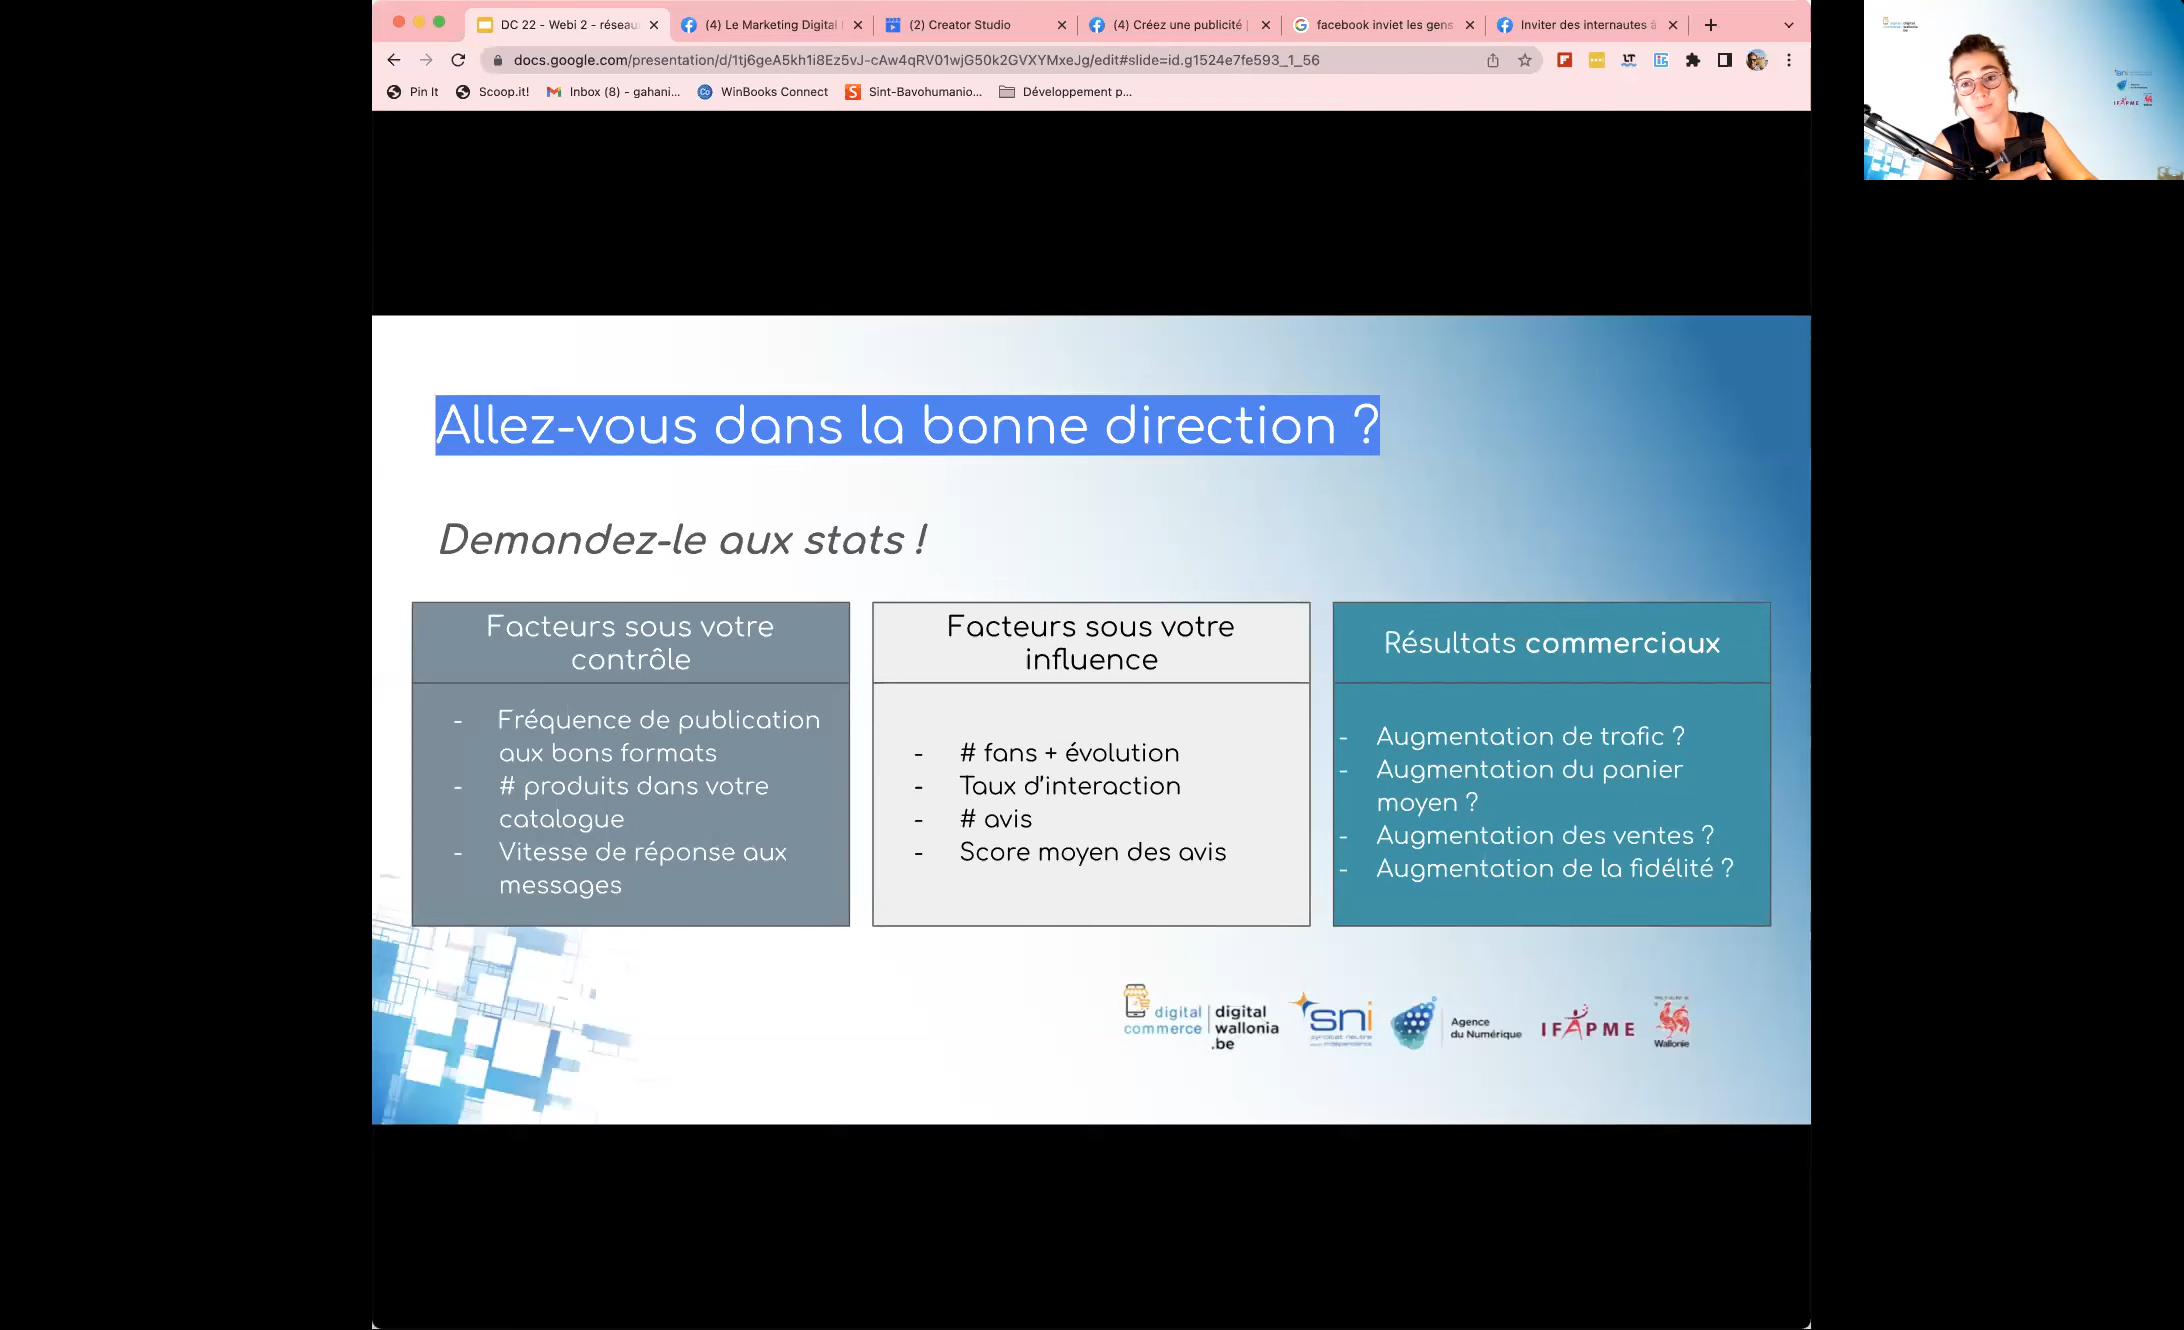 DC 22 - Webi 2 - réseau
(4) Le Marketing Digital
(2) Creator Studio
(4) Créez une publicité
facebook inviet les gens
Inviter des internautes à
docs.google.com/presentation/d/1tj6geA5kh1i8Ez5vJ-cAw4qRV01wjG50k2GVXYMxeJg/edit#slide=id.g1524e7fe593_1_56
Pin It
Scoop.it!
Inbox (8) - gahani...
WinBooks Connect
Sint-Bavohumanio...
Développement p...
Allez-vous dans la bonne direction ?
Demandez-le aux stats !
Facteurs sous votre
contrôle
- Fréquence de publication
aux bons formats
- # produits dans votre
catalogue
- Vitesse de réponse aux
messages
Facteurs sous votre
influence
- # fans + évolution
- Taux d'interaction
- # avis
- Score moyen des avis
Résultats commerciaux
- Augmentation de trafic ?
- Augmentation du panier
moyen ?
- Augmentation des ventes ?
- Augmentation de la fidélité ?
digital
commerce
digital
wallonia
.be
sni
Agence
du Numérique
IFAPME
Wallonie
IFAPME